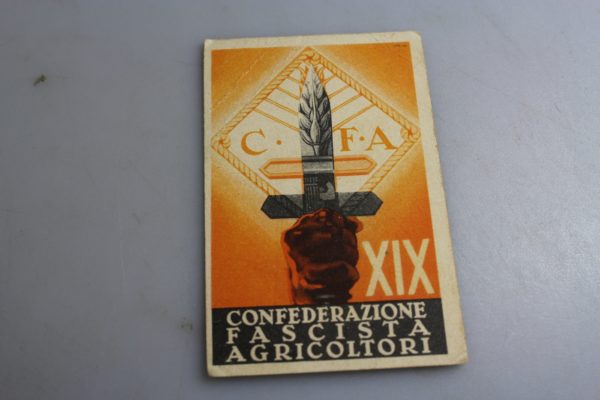 C · F · A
XIX
CONFEDERAZIONE
FASCISTA
AGRICOLTORI